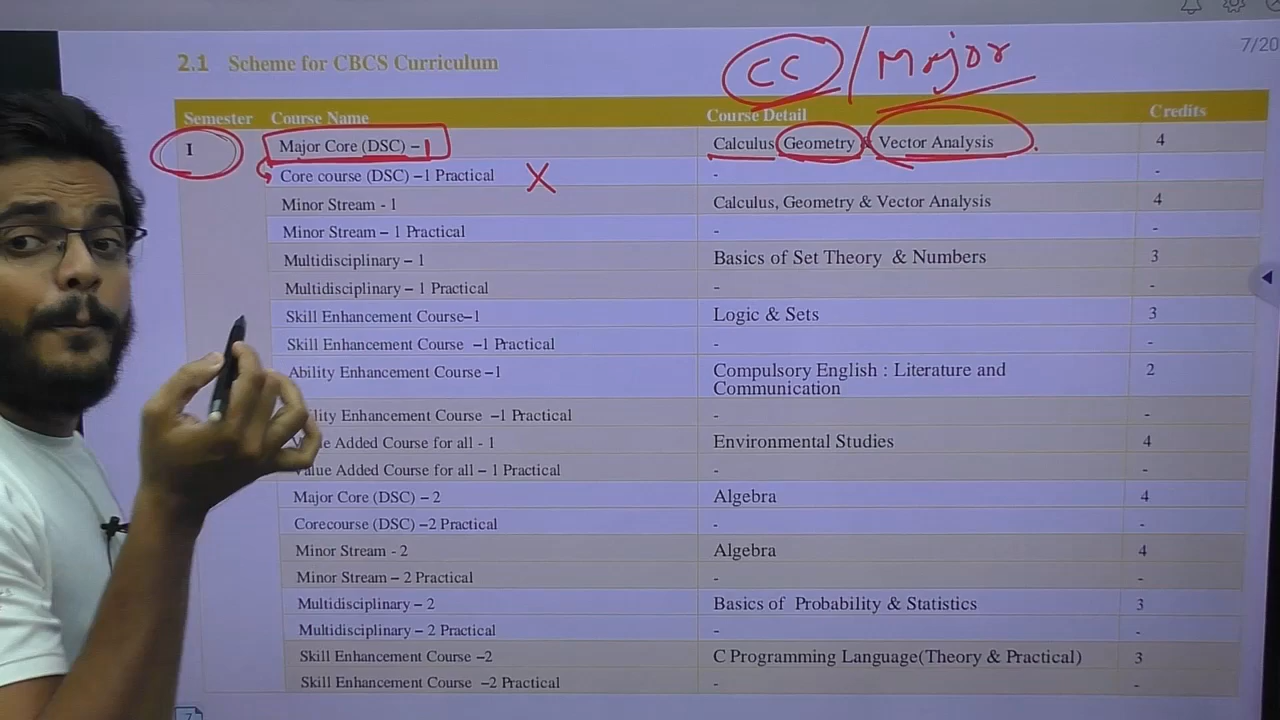 7/20
2.1 Scheme for CBCS Curriculum
CC / Major
Semester Course Name Course Detail Credits
I Major Core (DSC) – 1 Calculus Geometry & Vector Analysis 4
Core course (DSC) –1 Practical X - -
Minor Stream - 1 Calculus, Geometry & Vector Analysis 4
Minor Stream – 1 Practical - -
Multidisciplinary – 1 Basics of Set Theory & Numbers 3
Multidisciplinary – 1 Practical - -
Skill Enhancement Course–1 Logic & Sets 3
Skill Enhancement Course –1 Practical - -
Ability Enhancement Course –1 Compulsory English : Literature and 2
Communication
Enhancement Course –1 Practical - -
Added Course for all - 1 Environmental Studies 4
Value Added Course for all – 1 Practical - -
Major Core (DSC) – 2 Algebra 4
Corecourse (DSC) –2 Practical - -
Minor Stream - 2 Algebra 4
Minor Stream – 2 Practical - -
Multidisciplinary – 2 Basics of Probability & Statistics 3
Multidisciplinary – 2 Practical - -
Skill Enhancement Course –2 C Programming Language(Theory & Practical) 3
Skill Enhancement Course –2 Practical - -
7